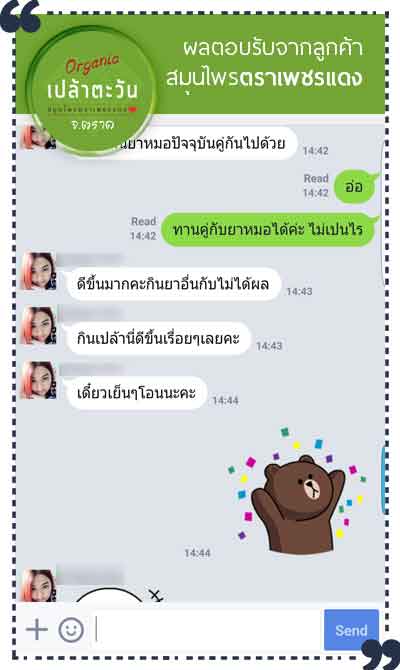 ผลตอบรับจากลูกค้า
สมุนไพรตราเพชรแดง
Organic
เปล้าตะวัน
สมุนไพรตราเพชรแดง
จ.ตราด
ยาหมอปัจจุบันคู่กันไปด้วย
14:42
Read
14:42
อ่อ
Read
14:42
ทานคู่กับยาหมอได้ค่ะ ไม่เปนไร
ดีขึ้นมากคะกินยาอื่นกับไม่ได้ผล
14:43
กินเปล้านี่ดีขึ้นเรื่อยๆเลยคะ
14:43
เดี๋ยวเย็นๆโอนนะคะ
14:44
14:44
Send